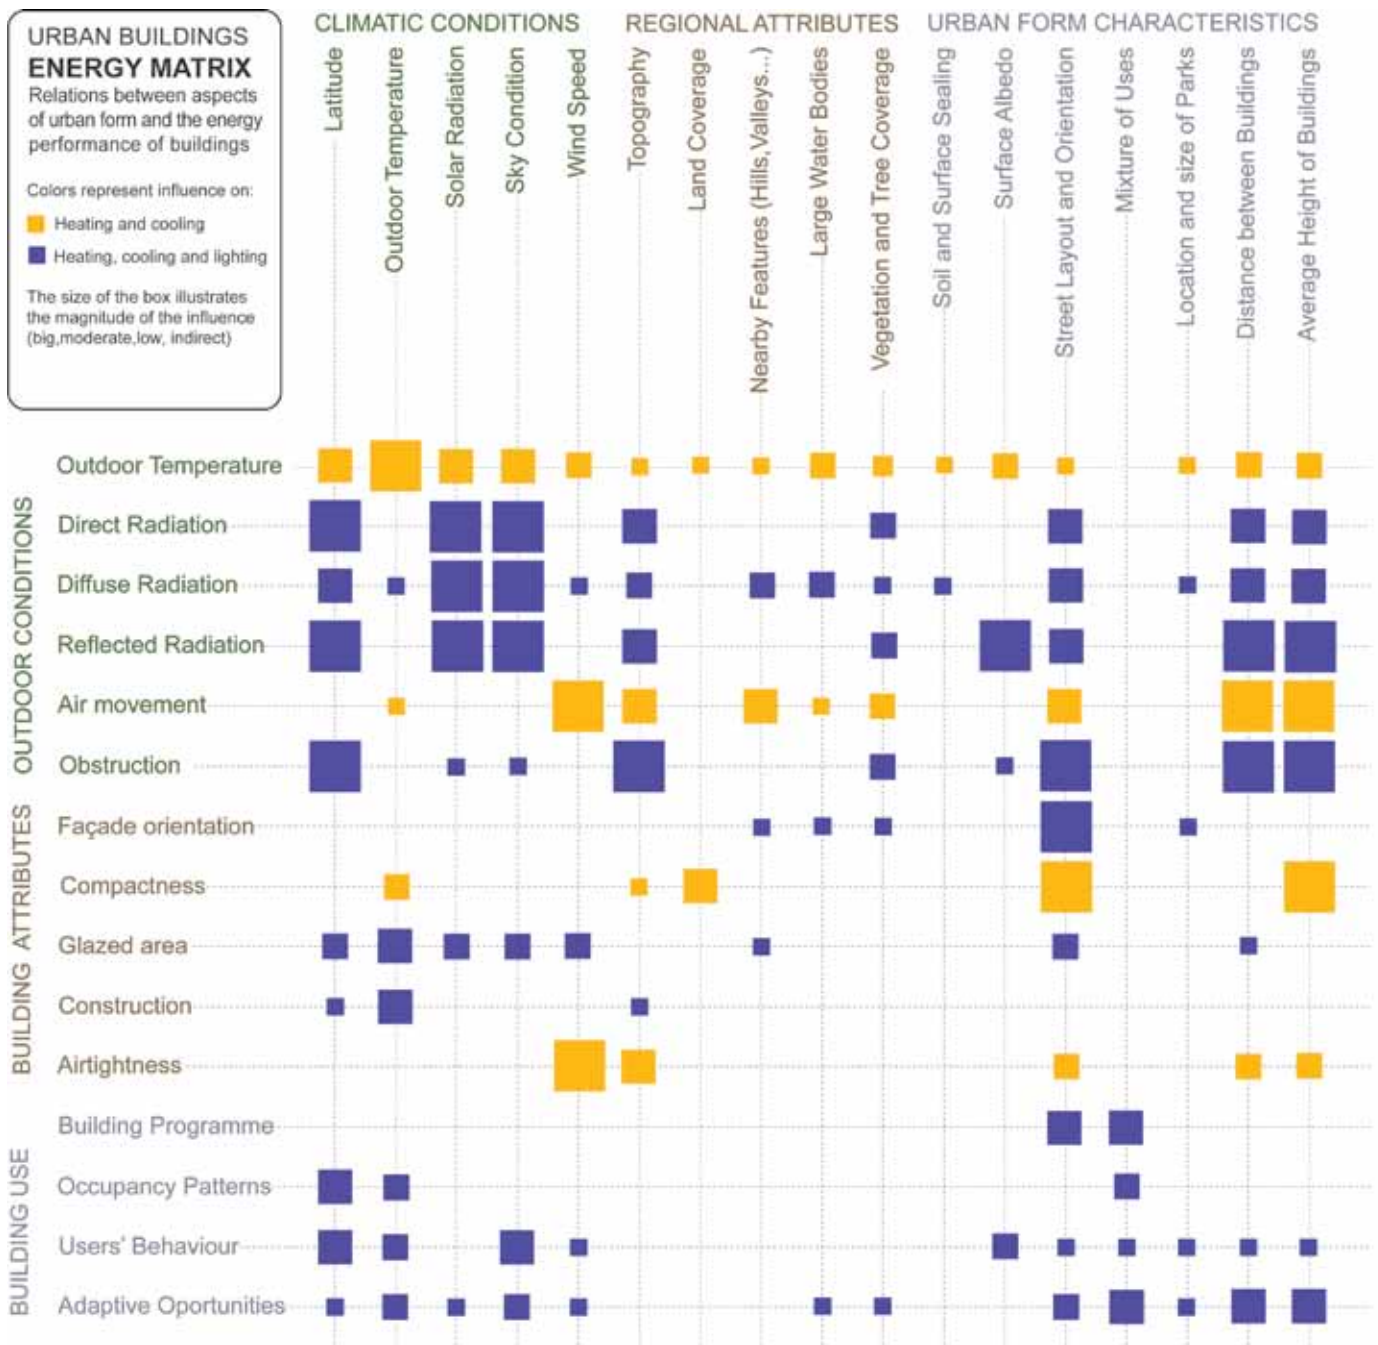 URBAN BUILDINGS
ENERGY MATRIX
Relations between aspects
of urban form and the energy
performance of buildings
Colors represent influence on:
Heating and cooling
Heating, cooling and lighting
The size of the box illustrates
the magnitude of the influence
(big,moderate,low, indirect)
CLIMATIC CONDITIONS
REGIONAL ATTRIBUTES
URBAN FORM CHARACTERISTICS
Latitude
Outdoor Temperature
Solar Radiation
Sky Condition
Wind Speed
Topography
Land Coverage
Nearby Features (Hills,Valleys...)
Large Water Bodies
Vegetation and Tree Coverage
Soil and Surface Sealing
Surface Albedo
Street Layout and Orientation
Mixture of Uses
Location and size of Parks
Distance between Buildings
Average Height of Buildings
OUTDOOR CONDITIONS
Outdoor Temperature
Direct Radiation
Diffuse Radiation
Reflected Radiation
Air movement
Obstruction
BUILDING ATTRIBUTES
Façade orientation
Compactness
Glazed area
Construction
Airtightness
BUILDING USE
Building Programme
Occupancy Patterns
Users' Behaviour
Adaptive Oportunities